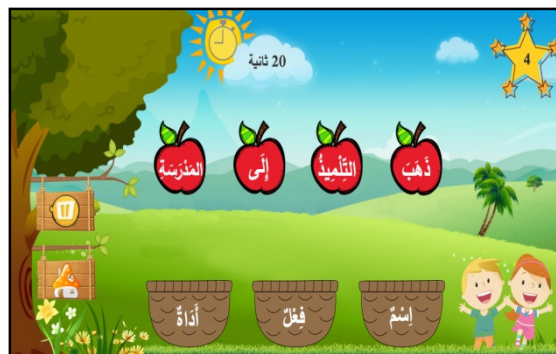 20 ثانية
4
ذَهَبَ التِّلْمِيذُ إِلَى المَدْرَسَةِ
اِسْمٌ فِعْلٌ أَدَاةٌ